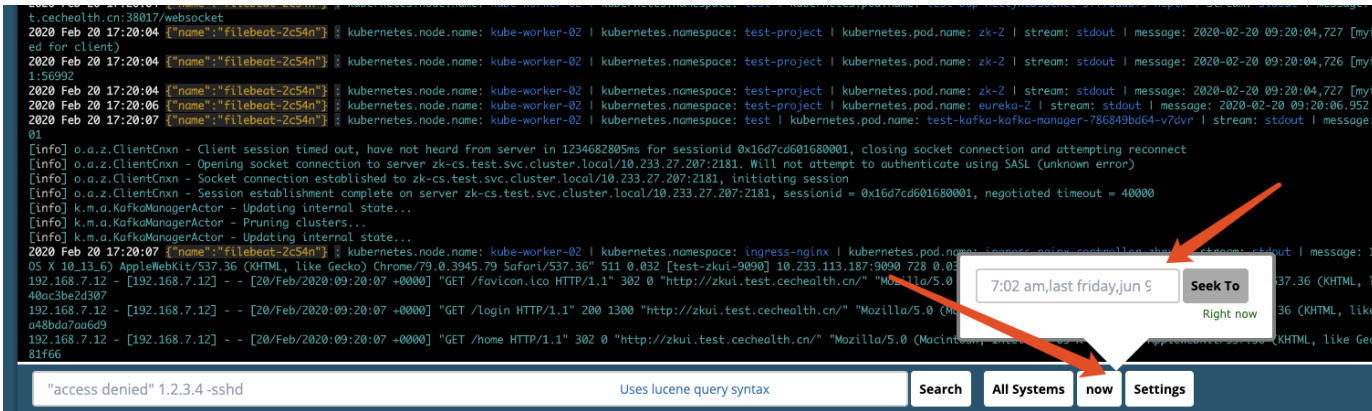 t.cechealth.cn:38017/websocket
2020 Feb 20 17:20:04 {"name":"filebeat-2c54n"} : kubernetes.node.name: kube-worker-02 | kubernetes.namespace: test-project | kubernetes.pod.name: zk-2 | stream: stdout | message: 2020-02-20 09:20:04,727 [myi
ed for client)
2020 Feb 20 17:20:04 {"name":"filebeat-2c54n"} : kubernetes.node.name: kube-worker-02 | kubernetes.namespace: test-project | kubernetes.pod.name: zk-2 | stream: stdout | message: 2020-02-20 09:20:04,726 [myi
1:56992
2020 Feb 20 17:20:04 {"name":"filebeat-2c54n"} : kubernetes.node.name: kube-worker-02 | kubernetes.namespace: test-project | kubernetes.pod.name: zk-2 | stream: stdout | message: 2020-02-20 09:20:04,727 [myi
2020 Feb 20 17:20:06 {"name":"filebeat-2c54n"} : kubernetes.node.name: kube-worker-02 | kubernetes.namespace: test-project | kubernetes.pod.name: eureka-2 | stream: stdout | message: 2020-02-20 09:20:06.952
2020 Feb 20 17:20:07 {"name":"filebeat-2c54n"} : kubernetes.node.name: kube-worker-02 | kubernetes.namespace: test | kubernetes.pod.name: test-kafka-kafka-manager-786849bd64-v7dvr | stream: stdout | message
01
[info] o.a.z.ClientCnxn - Client session timed out, have not heard from server in 1234682805ms for sessionid 0x16d7cd601680001, closing socket connection and attempting reconnect
[info] o.a.z.ClientCnxn - Opening socket connection to server zk-cs.test.svc.cluster.local/10.233.27.207:2181. Will not attempt to authenticate using SASL (unknown error)
[info] o.a.z.ClientCnxn - Socket connection established to zk-cs.test.svc.cluster.local/10.233.27.207:2181, initiating session
[info] o.a.z.ClientCnxn - Session establishment complete on server zk-cs.test.svc.cluster.local/10.233.27.207:2181, sessionid = 0x16d7cd601680001, negotiated timeout = 40000
[info] k.m.a.KafkaManagerActor - Updating internal state...
[info] k.m.a.KafkaManagerActor - Pruning clusters...
[info] k.m.a.KafkaManagerActor - Updating internal state...
2020 Feb 20 17:20:07 {"name":"filebeat-2c54n"} : kubernetes.node.name: kube-worker-02 | kubernetes.namespace: ingress-nginx | kubernetes.pod.name: stream: stdout | message:
OS X 10_13_6) AppleWebKit/537.36 (KHTML, like Gecko) Chrome/79.0.3945.79 Safari/537.36" 511 0.032 [test-zkui-9090] 10.233.113.187:9090 728 0.03
192.168.7.12 - [192.168.7.12] - - [20/Feb/2020:09:20:07 +0000] "GET /favicon.ico HTTP/1.1" 302 0 "http://zkui.test.cechealth.cn/" "Mozilla/5.0 537.36 (KHTML, l
40ac3be2d307
192.168.7.12 - [192.168.7.12] - - [20/Feb/2020:09:20:07 +0000] "GET /login HTTP/1.1" 200 1300 "http://zkui.test.cechealth.cn/" "Mozilla/5.0 36 (KHTML, like
a48bda7aa6d9
192.168.7.12 - [192.168.7.12] - - [20/Feb/2020:09:20:07 +0000] "GET /home HTTP/1.1" 302 0 "http://zkui.test.cechealth.cn/" "Mozilla/5.0 (KHTML, like Gec
81f66
7:02 am,last friday,jun 9
Seek To
Right now
"access denied" 1.2.3.4 -sshd
Uses lucene query syntax
Search
All Systems
now
Settings